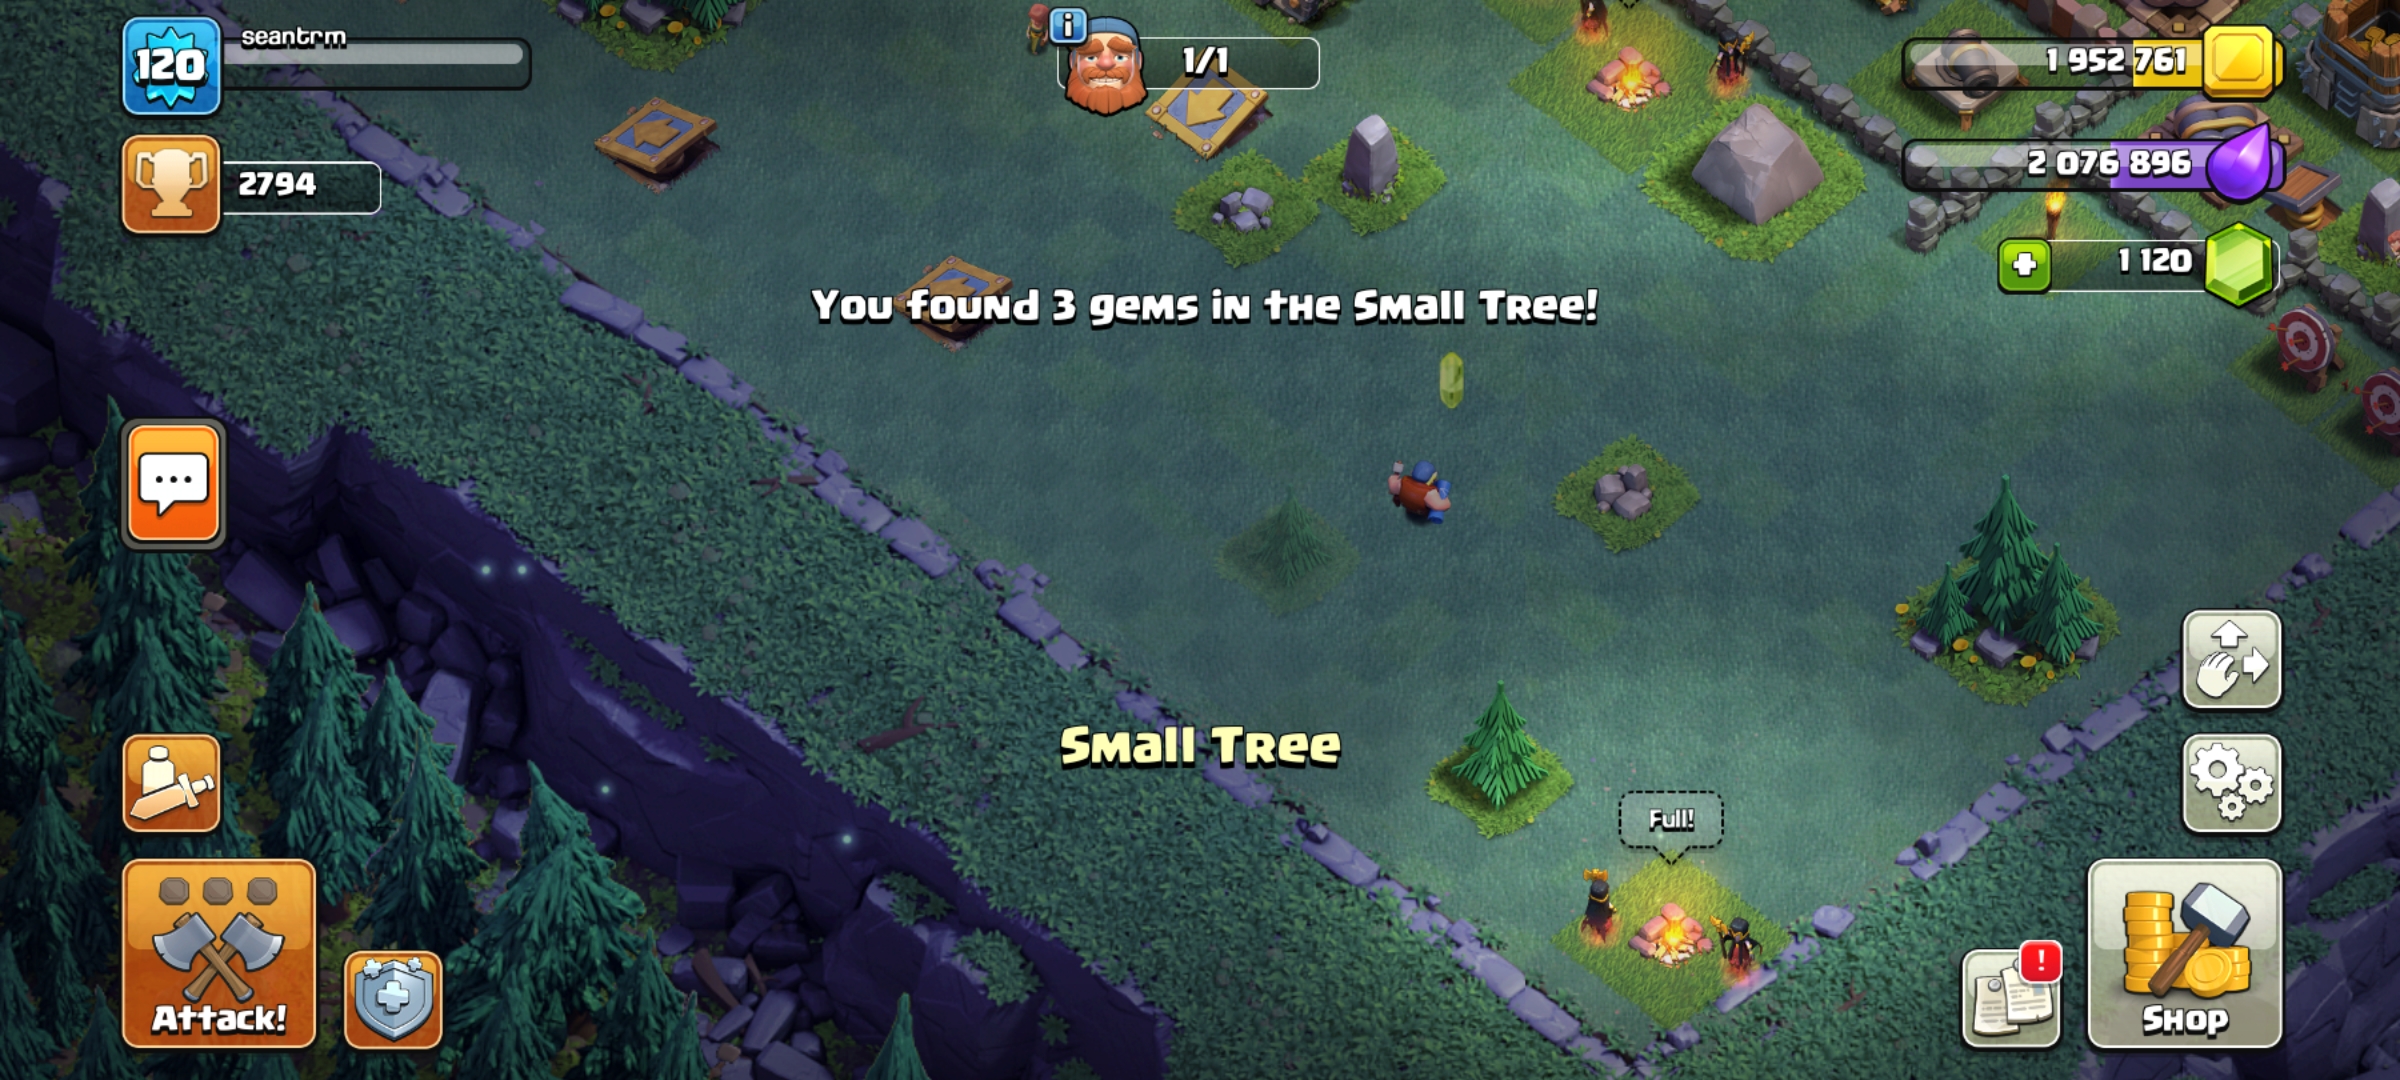 120
seantrm
i
1/1
1 952 761
2794
2 076 896
1 120
You found 3 gems in the Small Tree!
Small Tree
Full!
!
Attack!
Shop